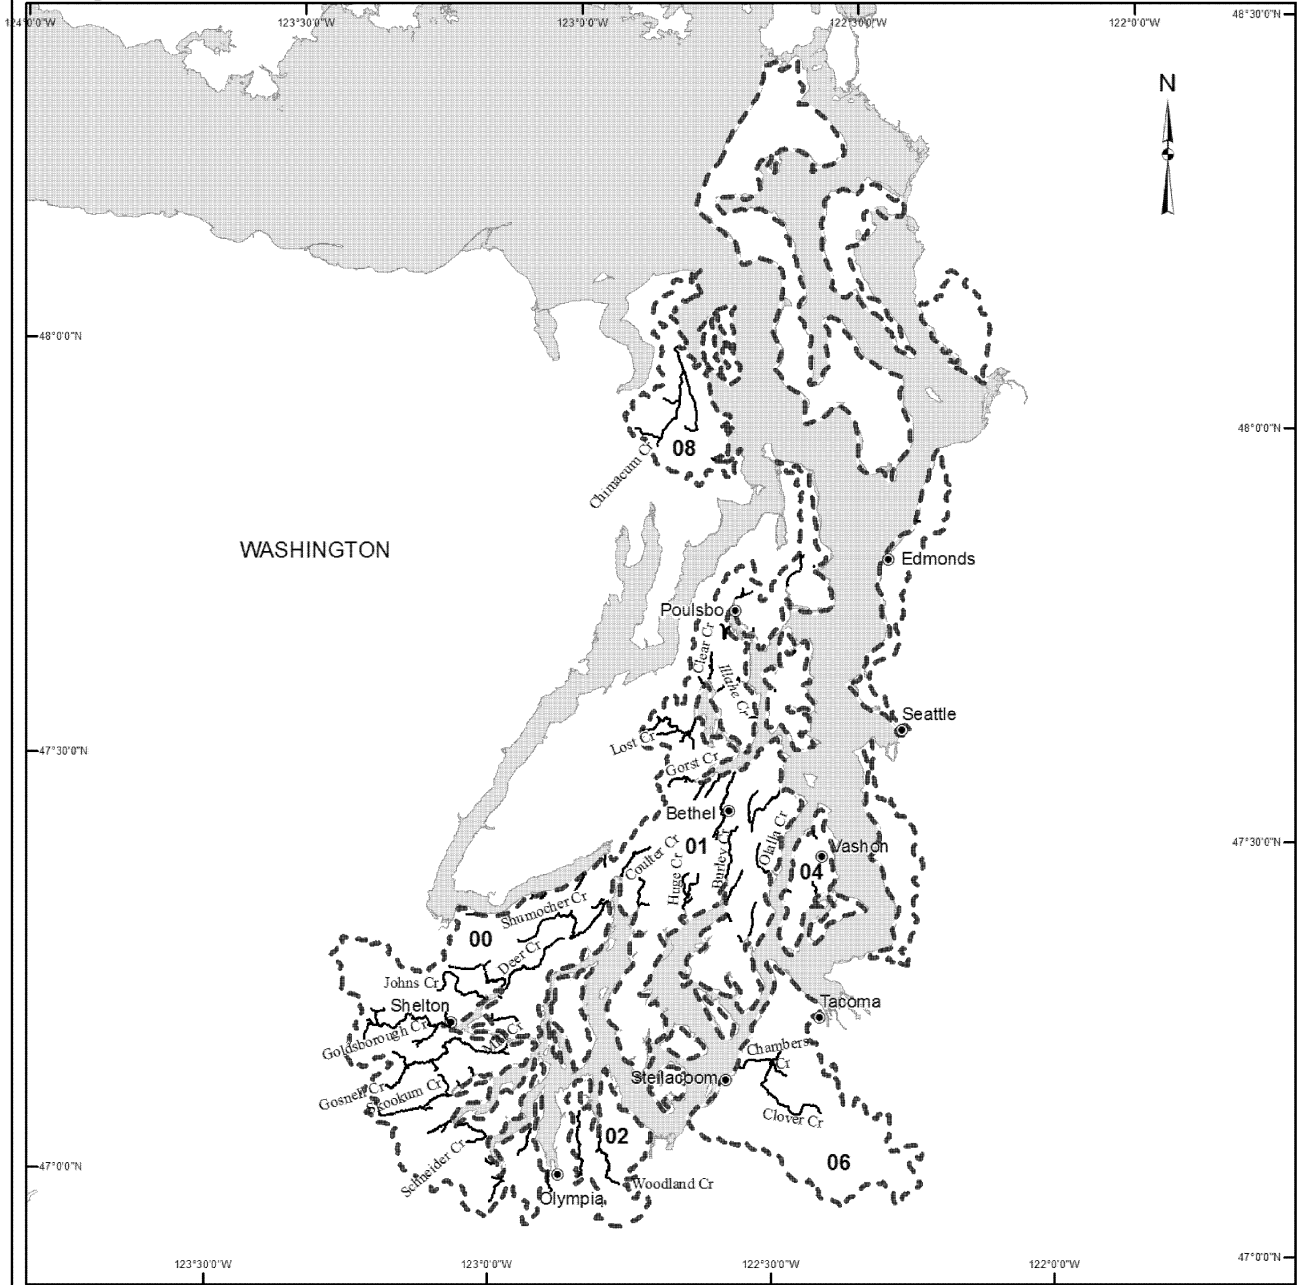 124°0'0"W
123°30'0"W
123°0'0"W
122°30'0"W
122°0'0"W
48°30'0"N
N
48°0'0"N
48°0'0"N
08
Chimacum Cr
WASHINGTON
Edmonds
Poulsbo
Clear Cr
Illahe Cr
Seattle
Lost Cr
47°30'0"N
Gorst Cr
Bethel
Olalla Cr
01
Burley Cr
Vashon
47°30'0"N
Coulter Cr
Huge Cr
04
Shumocher Cr
00
Deer Cr
Johns Cr
Shelton
Tacoma
Goldsborough Cr
Mill Cr
Chambers
Cr
Steilacoom
Gosnell Cr
Skookum Cr
Clover Cr
02
Schneider Cr
06
47°0'0"N
Woodland Cr
Olympia
47°0'0"N
123°30'0"W
123°0'0"W
122°30'0"W
122°0'0"W